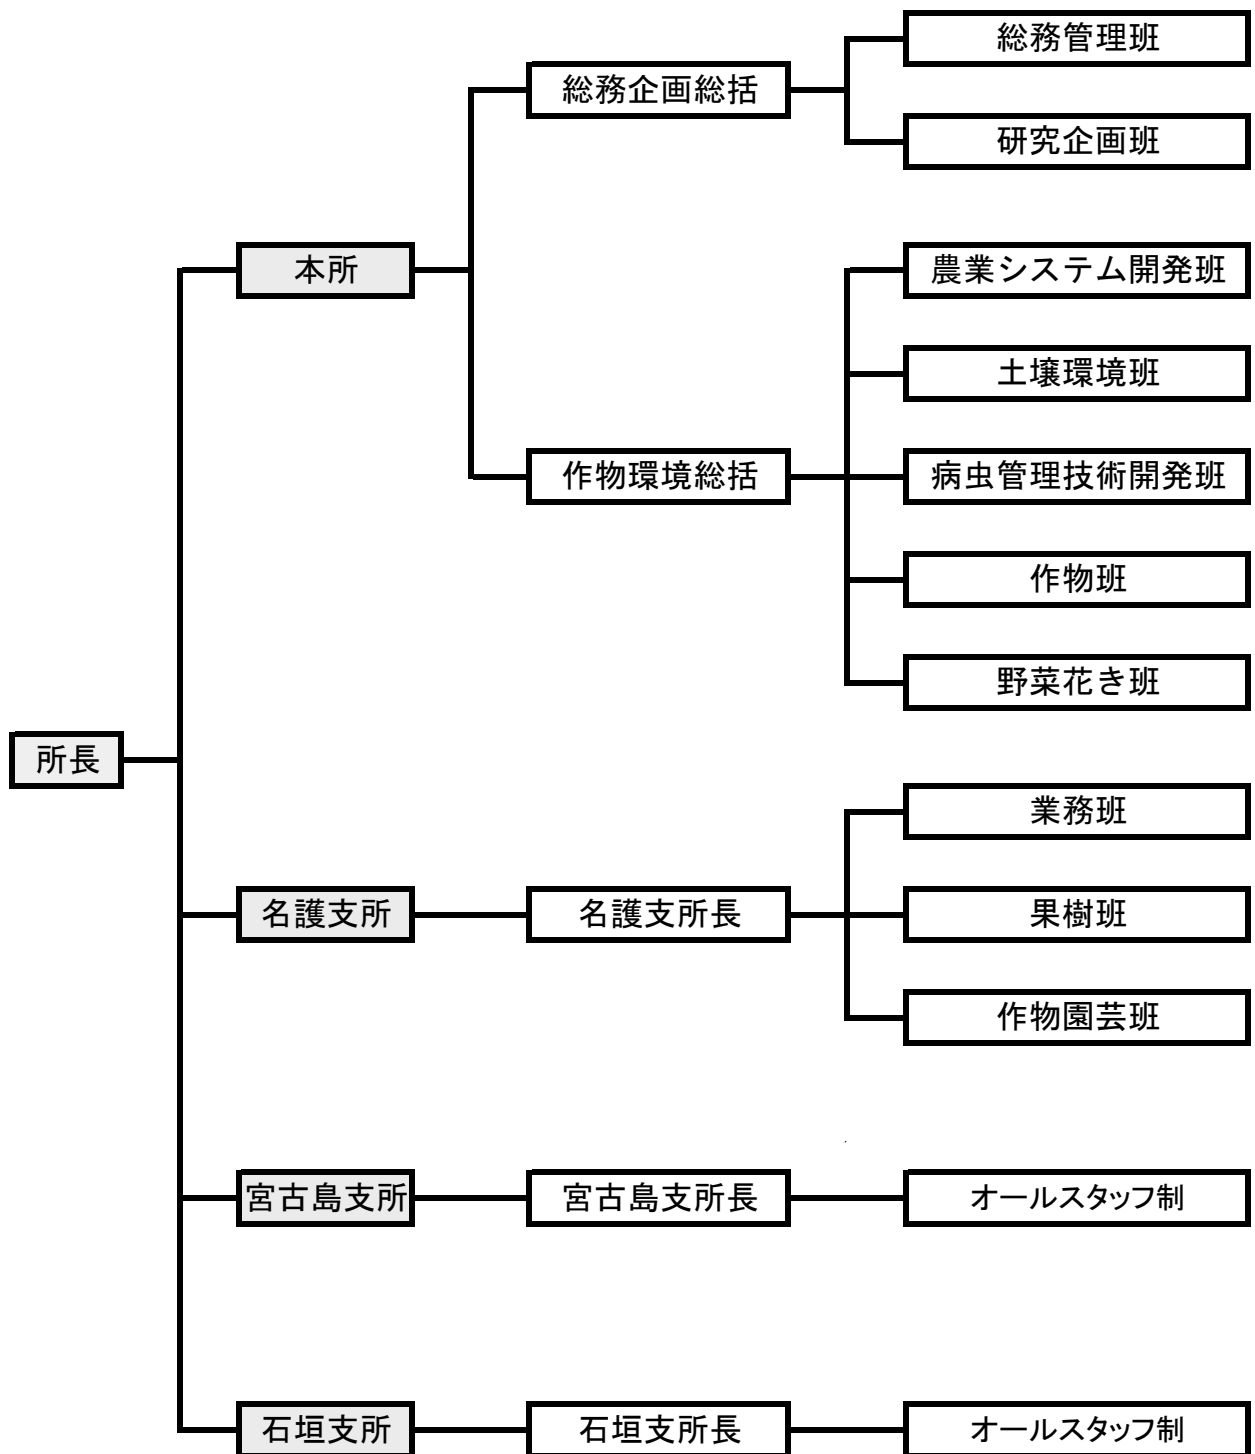 総務管理班
総務企画総括
研究企画班
本所
農業システム開発班
土壌環境班
作物環境総括
病虫管理技術開発班
作物班
野菜花き班
所長
業務班
名護支所
名護支所長
果樹班
作物園芸班
宮古島支所
宮古島支所長
オールスタッフ制
石垣支所
石垣支所長
オールスタッフ制